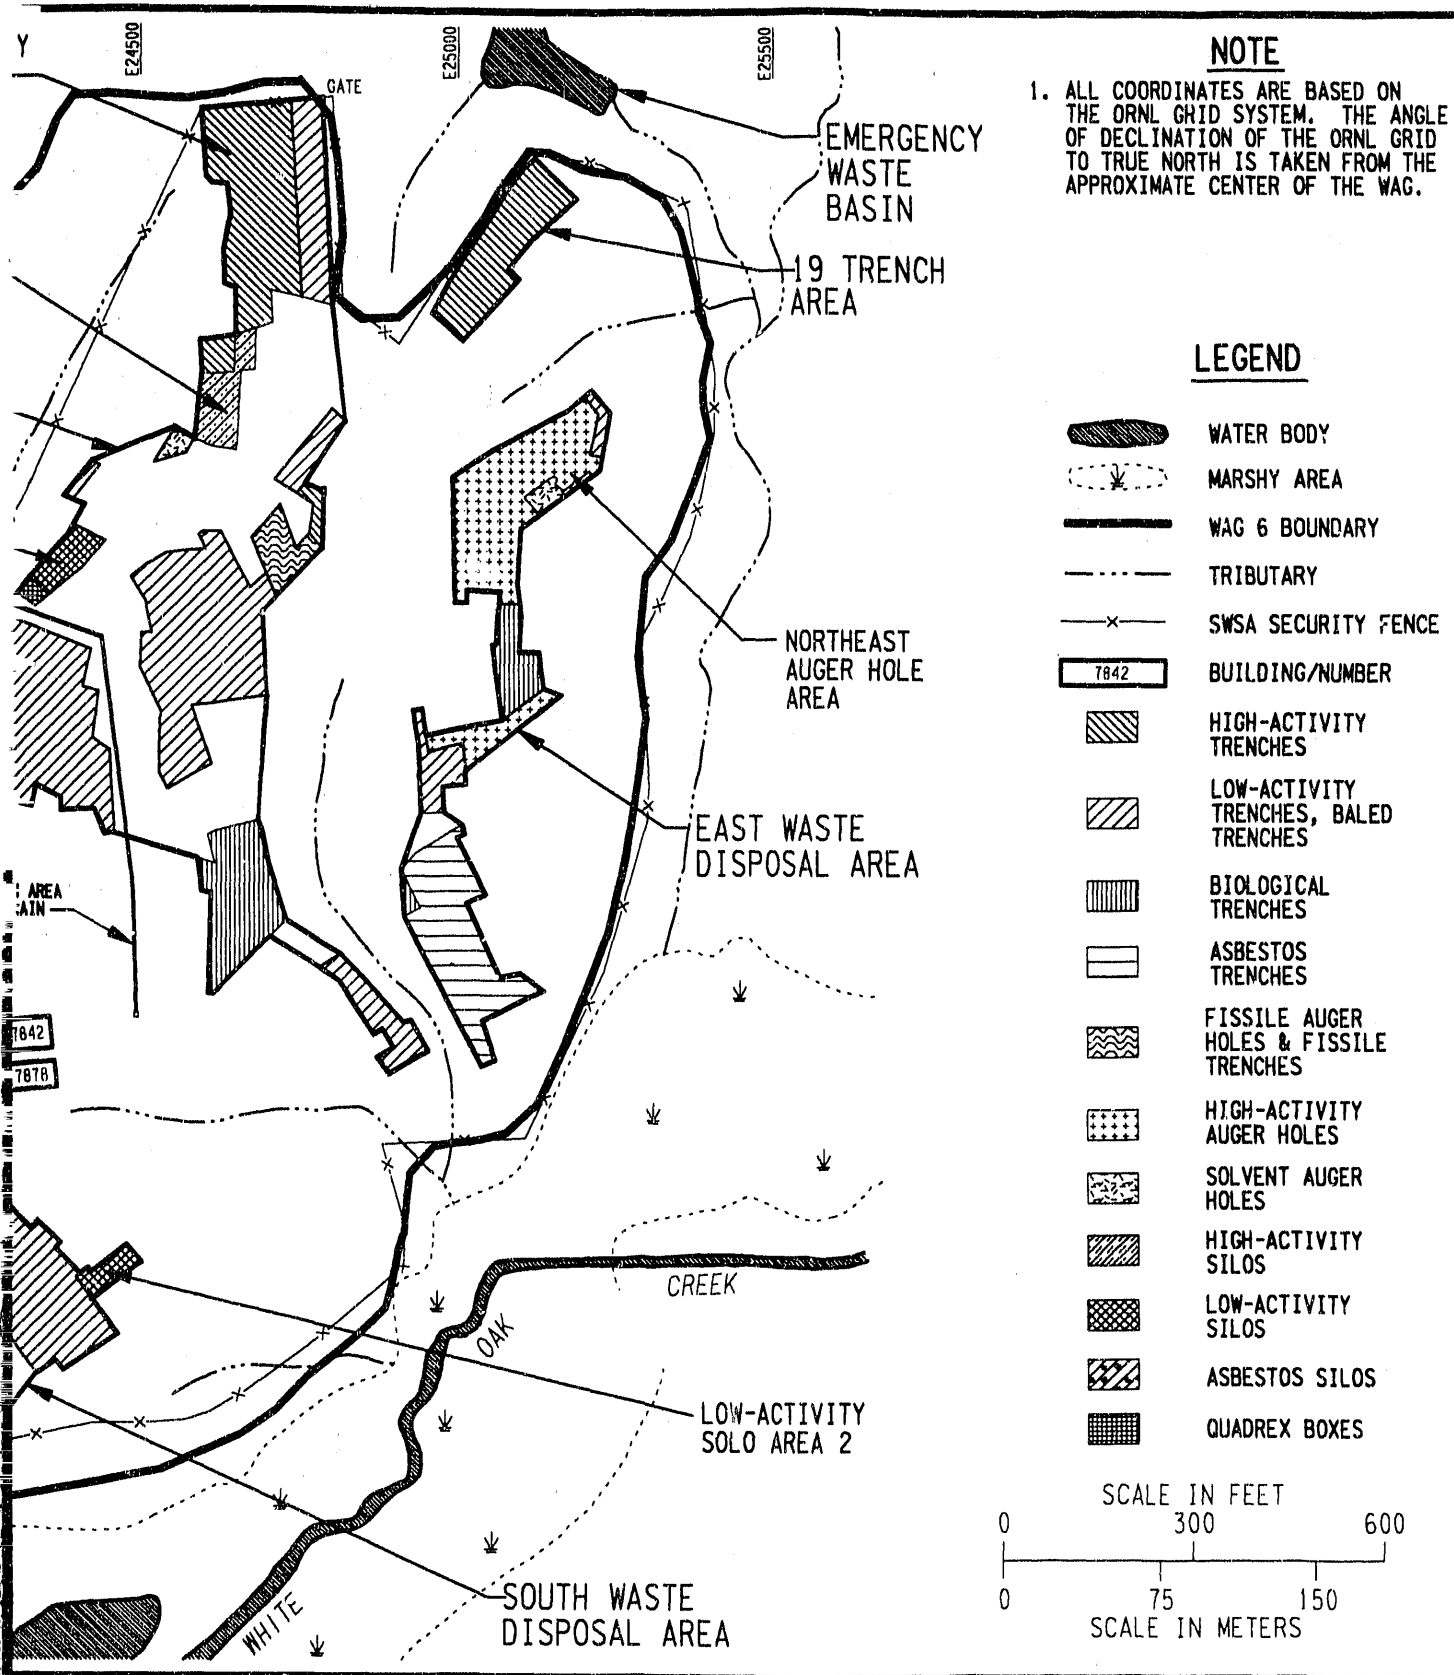 Y
E24500
E25000
E25500
GATE
EMERGENCY
WASTE
BASIN
19 TRENCH
AREA
NORTHEAST
AUGER HOLE
AREA
EAST WASTE
DISPOSAL AREA
AREA
7842
7878
CREEK
OAK
WHITE
LOW-ACTIVITY
SOLO AREA 2
SOUTH WASTE
DISPOSAL AREA
NOTE
1. ALL COORDINATES ARE BASED ON
THE ORNL GRID SYSTEM. THE ANGLE
OF DECLINATION OF THE ORNL GRID
TO TRUE NORTH IS TAKEN FROM THE
APPROXIMATE CENTER OF THE WAG.
LEGEND
WATER BODY
MARSHY AREA
WAG 6 BOUNDARY
TRIBUTARY
SWSA SECURITY FENCE
7842 BUILDING/NUMBER
HIGH-ACTIVITY
TRENCHES
LOW-ACTIVITY
TRENCHES, BALED
TRENCHES
BIOLOGICAL
TRENCHES
ASBESTOS
TRENCHES
FISSILE AUGER
HOLES & FISSILE
TRENCHES
HIGH-ACTIVITY
AUGER HOLES
SOLVENT AUGER
HOLES
HIGH-ACTIVITY
SILOS
LOW-ACTIVITY
SILOS
ASBESTOS SILOS
QUADREX BOXES
SCALE IN FEET
0 300 600
0 75 150
SCALE IN METERS